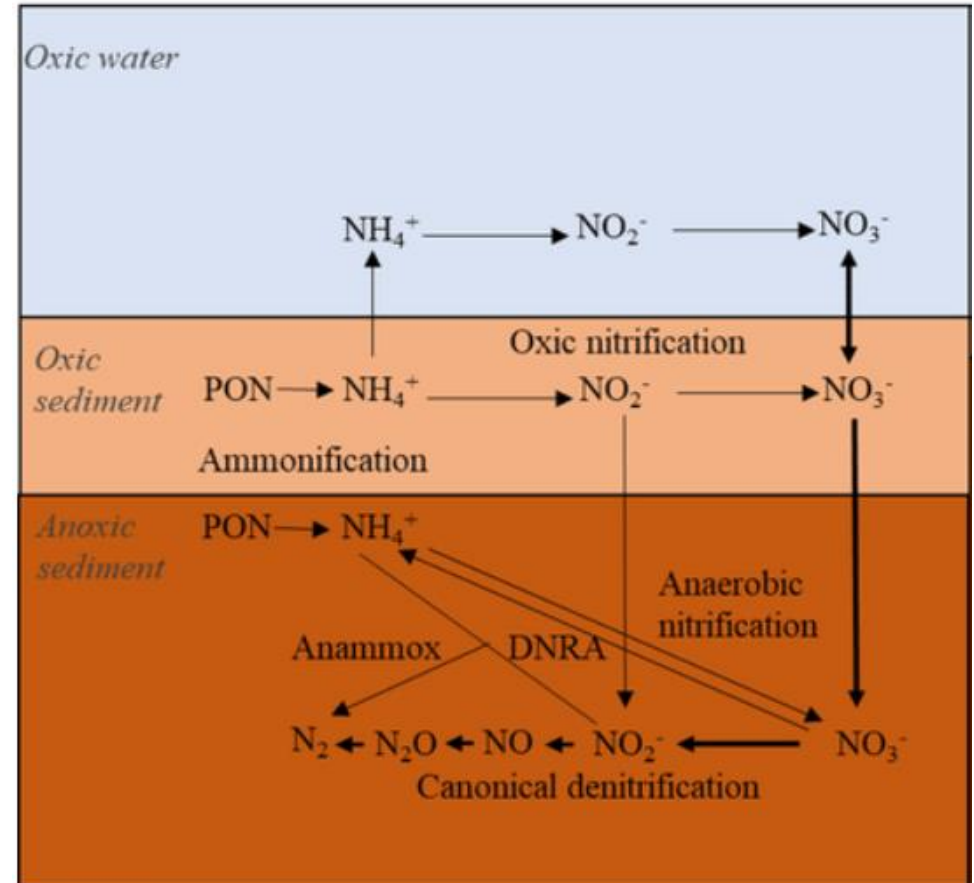 Oxic water
NH₄⁺ NO₂⁻ NO₃⁻
Oxic nitrification
Oxic
sediment
PON NH₄⁺ NO₂⁻ NO₃⁻
Ammonification
Anoxic
sediment
PON NH₄⁺
Anaerobic
nitrification
Anammox DNRA
N₂ N₂O NO NO₂⁻ NO₃⁻
Canonical denitrification